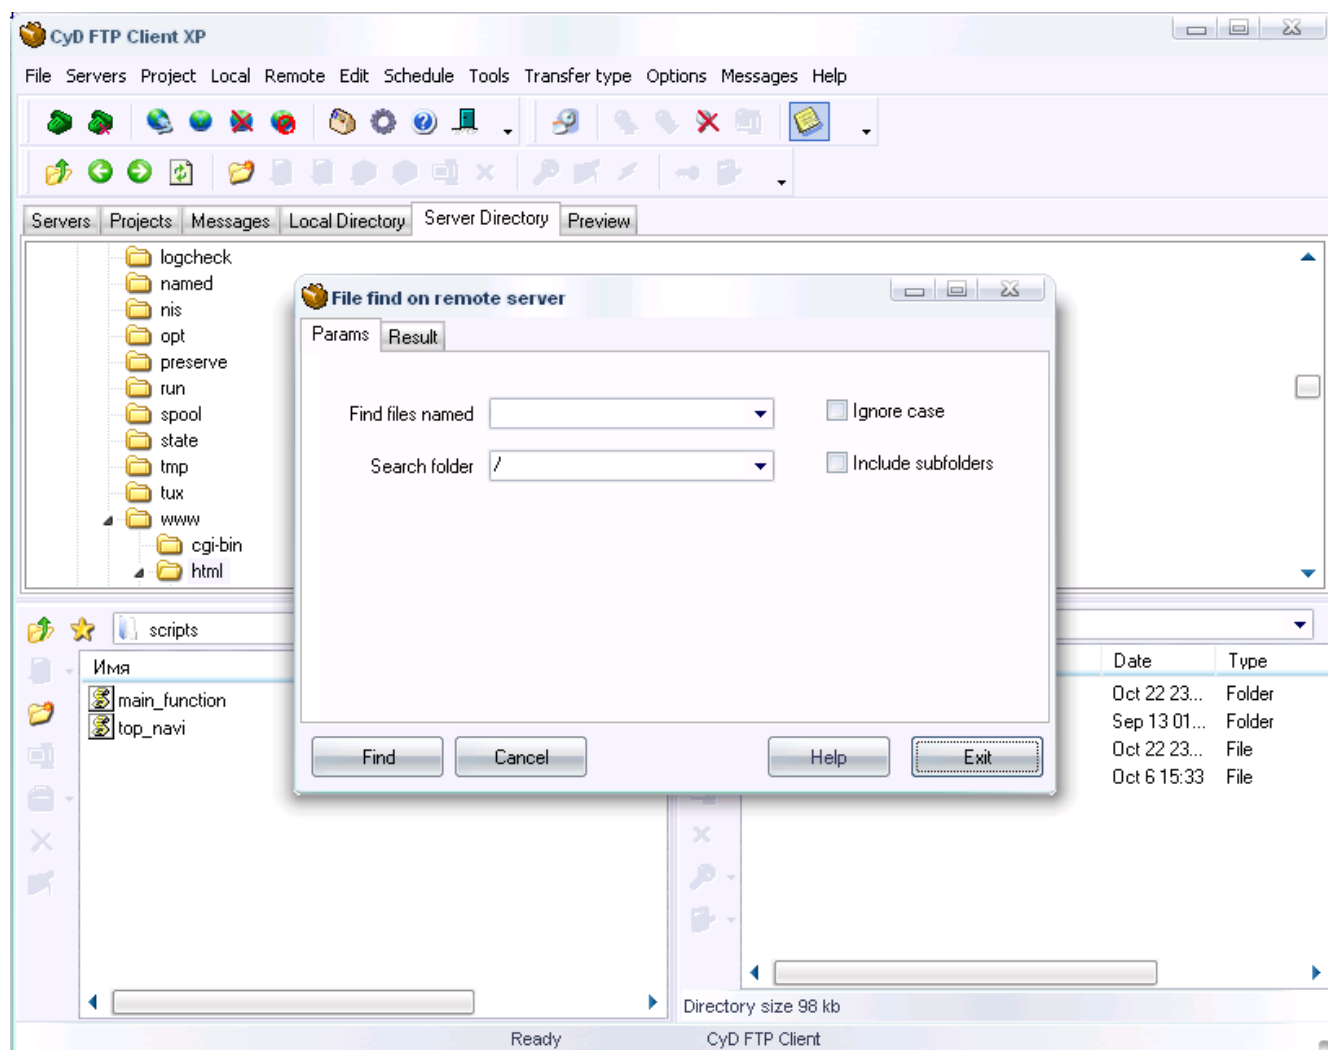 CyD FTP Client XP
File Servers Project Local Remote Edit Schedule Tools Transfer type Options Messages Help
Servers Projects Messages Local Directory Server Directory Preview
logcheck
named
nis
opt
preserve
run
spool
state
tmp
tux
www
cgi-bin
html
File find on remote server
Params Result
Find files named
Ignore case
Search folder /
Include subfolders
Find Cancel Help Exit
scripts
Имя
main_function
top_navi
Date Type
Oct 22 23... Folder
Sep 13 01... Folder
Oct 22 23... File
Oct 6 15:33 File
Directory size 98 kb
Ready CyD FTP Client